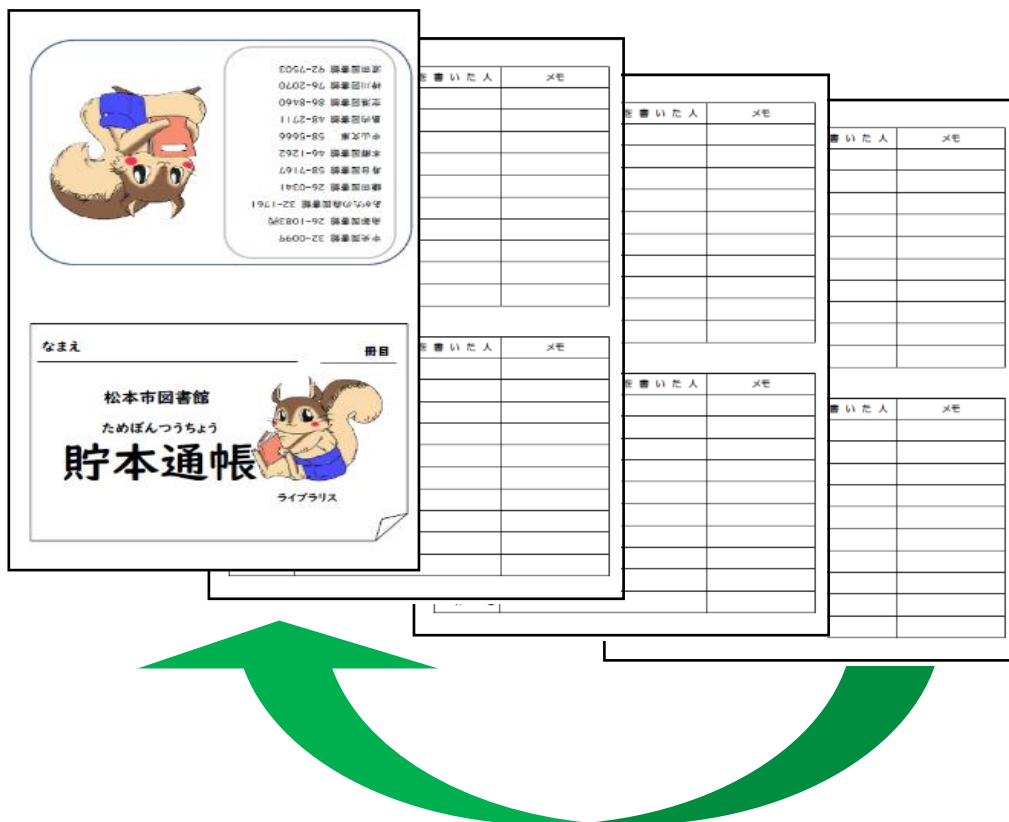 中央図書館 32-0099
南部図書館 26-1083
あがたの森図書館 32-1761
鎌田図書館 26-0341
寿台図書館 58-7167
本郷図書館 46-1262
中山文庫 58-5666
島内図書館 48-2711
空港図書館 86-8460
梓川図書館 76-2070
波田図書館 92-7503
なまえ 冊目
松本市図書館
ためぽんつうちょう
貯本通帳
ライブラリス
を書いた人 メモ
を書いた人 メモ
を書いた人 メモ
を書いた人 メモ
書いた人 メモ
書いた人 メモ